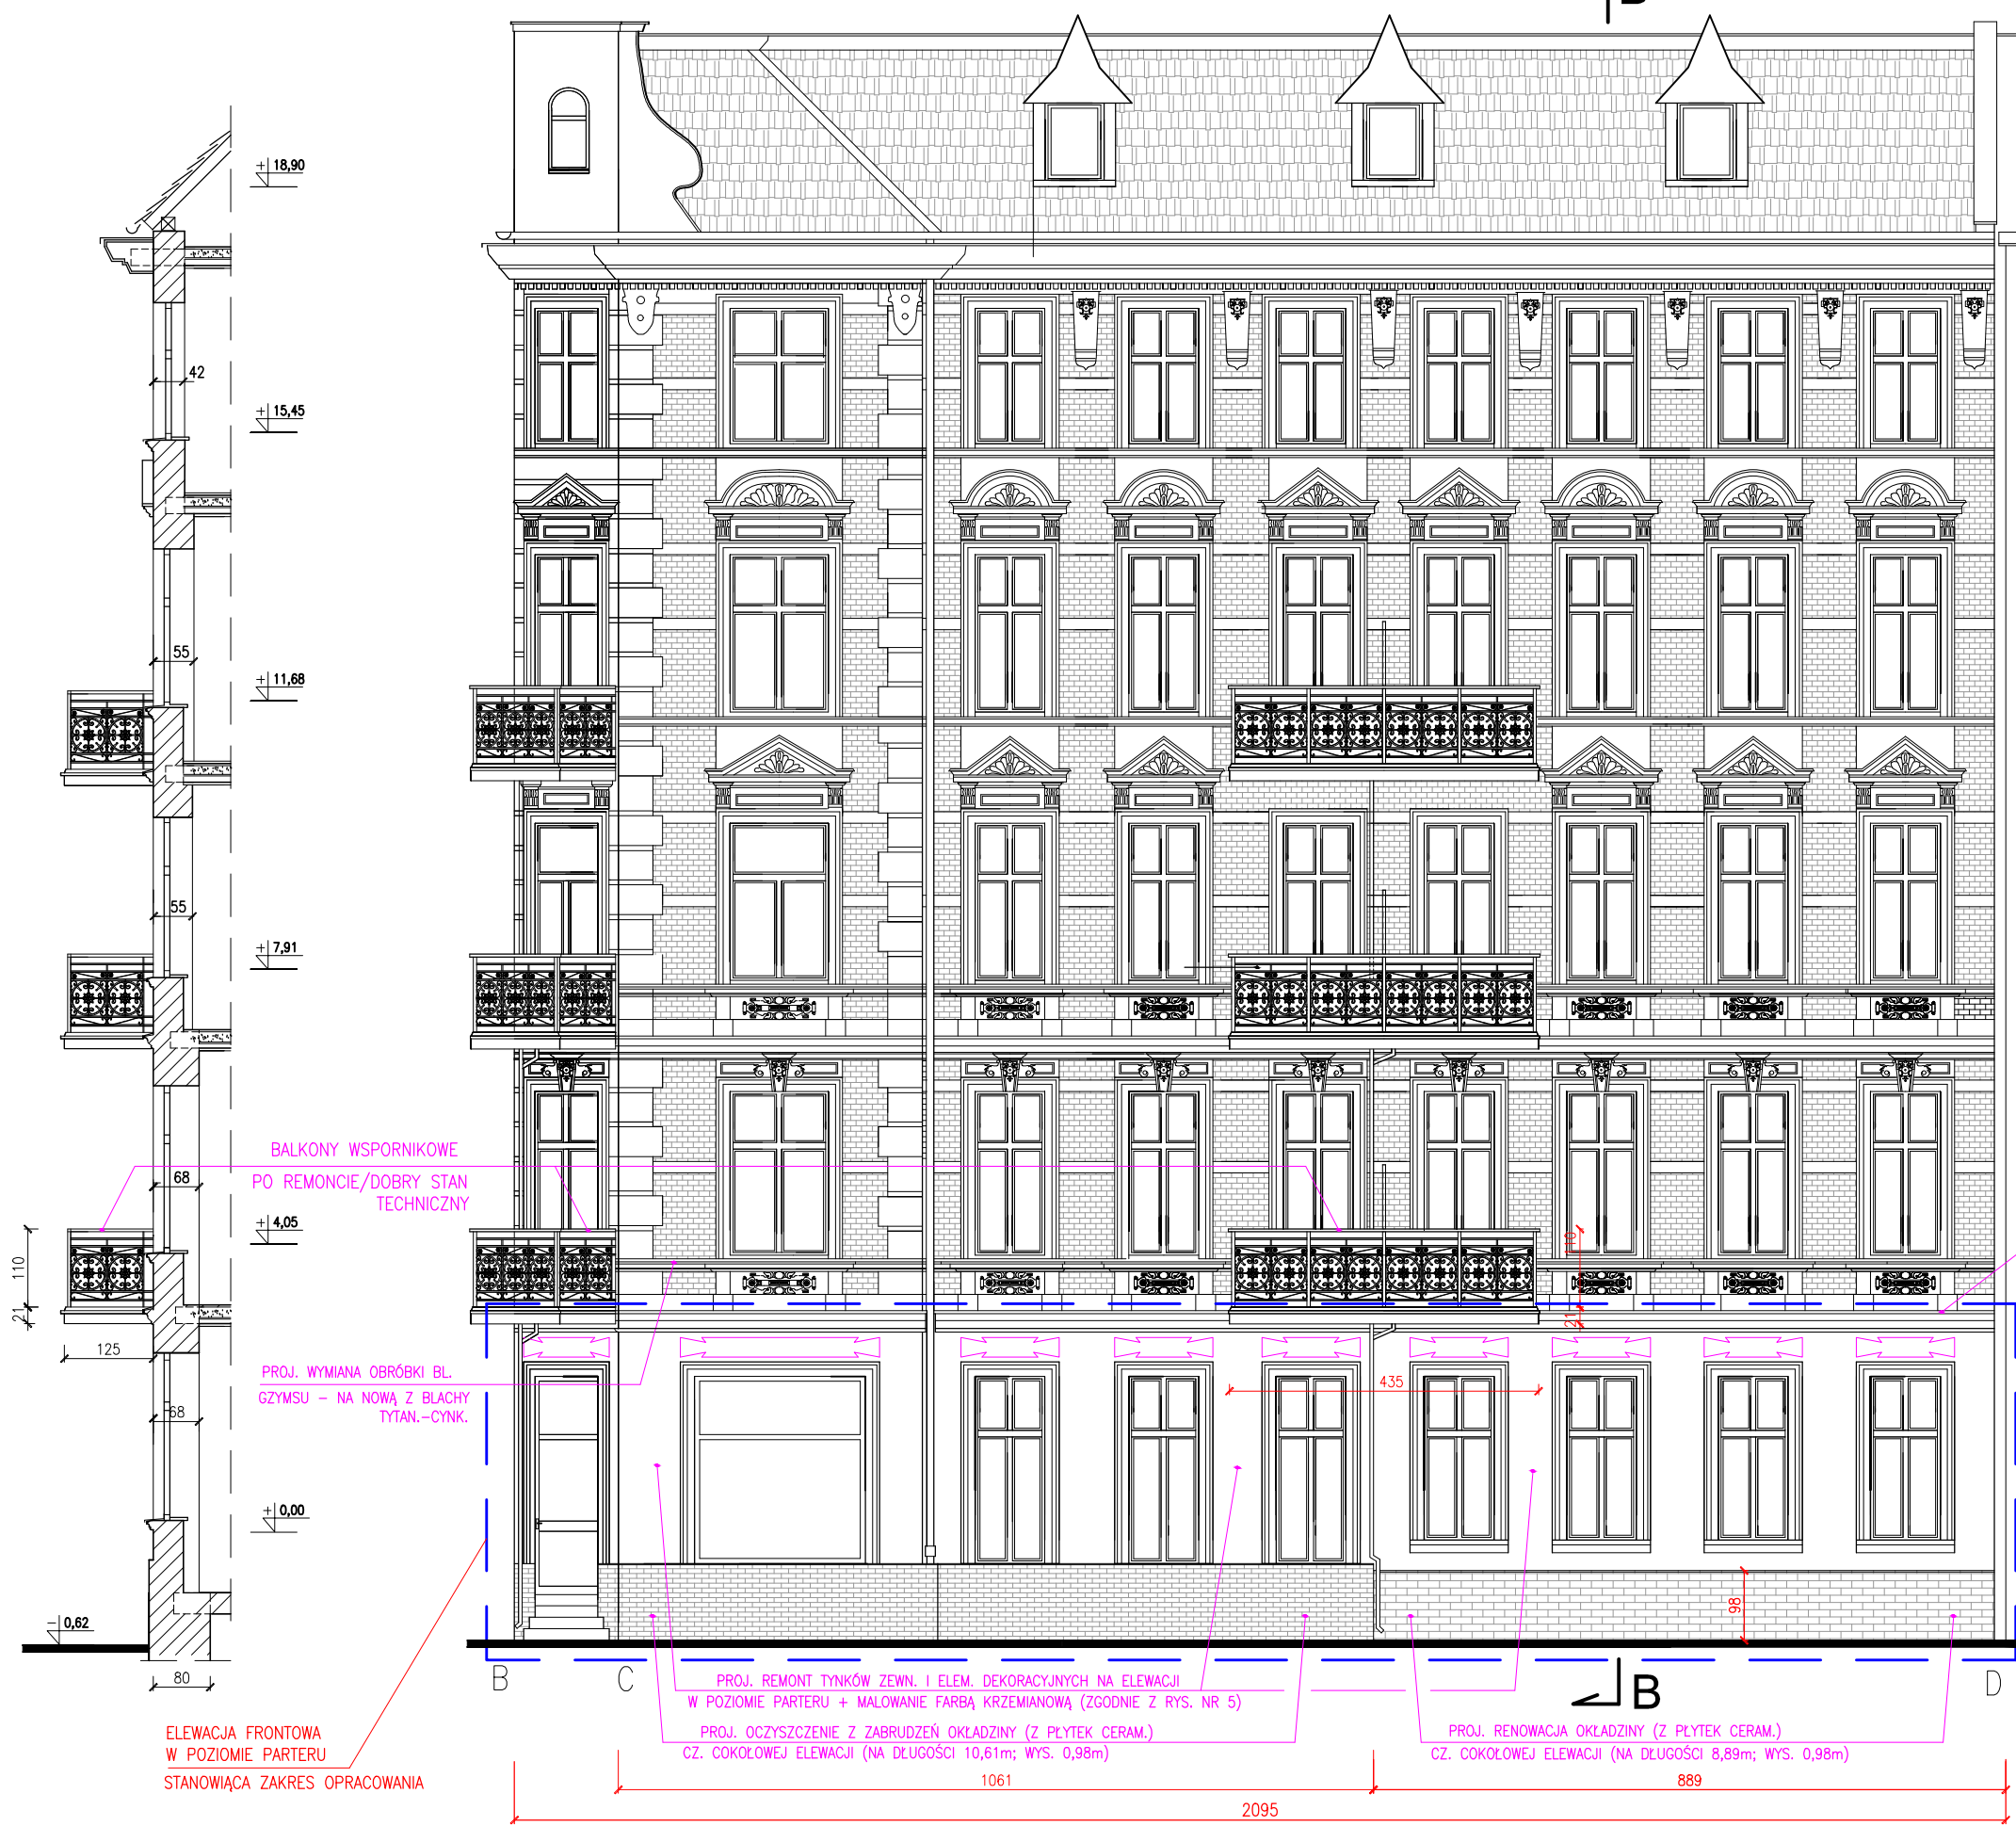 B
+ 18,90
42
+ 15,45
55
+ 11,68
55
+ 7,91
BALKONY WSPORNIKOWE
PO REMONCIE/DOBRY STAN
TECHNICZNY
68
+ 4,05
110
21
125
110
21
PROJ. WYMIANA OBRÓBKI BL.
GZYMSU – NA NOWĄ Z BLACHY
TYTAN.–CYNK.
68
435
+ 0,00
98
– 0,62
80
B
C
D
B
PROJ. REMONT TYNKÓW ZEWN. I ELEM. DEKORACYJNYCH NA ELEWACJI
W POZIOMIE PARTERU + MALOWANIE FARBĄ KRZEMIANOWĄ (ZGODNIE Z RYS. NR 5)
PROJ. OCZYSZCZENIE Z ZABRUDZEŃ OKŁADZINY (Z PŁYTEK CERAM.)
CZ. COKOŁOWEJ ELEWACJI (NA DŁUGOŚCI 10,61m; WYS. 0,98m)
PROJ. RENOWACJA OKŁADZINY (Z PŁYTEK CERAM.)
CZ. COKOŁOWEJ ELEWACJI (NA DŁUGOŚCI 8,89m; WYS. 0,98m)
ELEWACJA FRONTOWA
W POZIOMIE PARTERU
STANOWIĄCA ZAKRES OPRACOWANIA
1061
889
2095